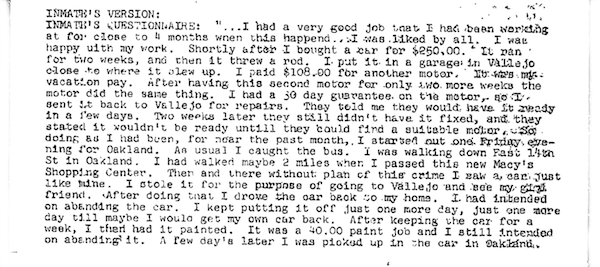 INMATE'S VERSION:
INMATE'S QUESTIONNAIRE: "...I had a very good job that I had been working
at for close to 4 months wnen this happend...I was liked by all. I was
happy uith my work. Shortly after I bought a car for $250.00. It ran
for two weeks, and then it threw a rod. I put it in a garage in Vallejo
close to where it blew up. I paid $108.00 for another motor. It was my
vacation pay. After having this second motor for only two more weeks the
motor did the same thing. I had a 30 day guarantee on the motor, so I
sent it back to Vallejo for repairs. They told me they would have it ready
in a few days. Two weeks later they still didn't have it fixed, and they
stated it wouldn't be ready untill they could find a suitable motor. So
doing as I had been, for near the past month, I started out one Friday eve-
ning for Oakland. As usual I caught the bus. I was walking down East 14th
St in Oakland. I had walked maybe 2 miles when I passed this new Macy's
Shopping Center. Then and there without plan of this crime I saw a car just
like mine. I stole it for the purpose of going to Vallejo and see my girl
friend. After doing that I drove the car back to my home. I had intended
on abanding the car. I kept putting it off just one more day, just one more
day till maybe I would get my own car back. After keeping the car for a
week, I then had it painted. It was a 40.00 paint job and I still intended
on abanding it. A few day's later I was picked up in the car in Oakland.